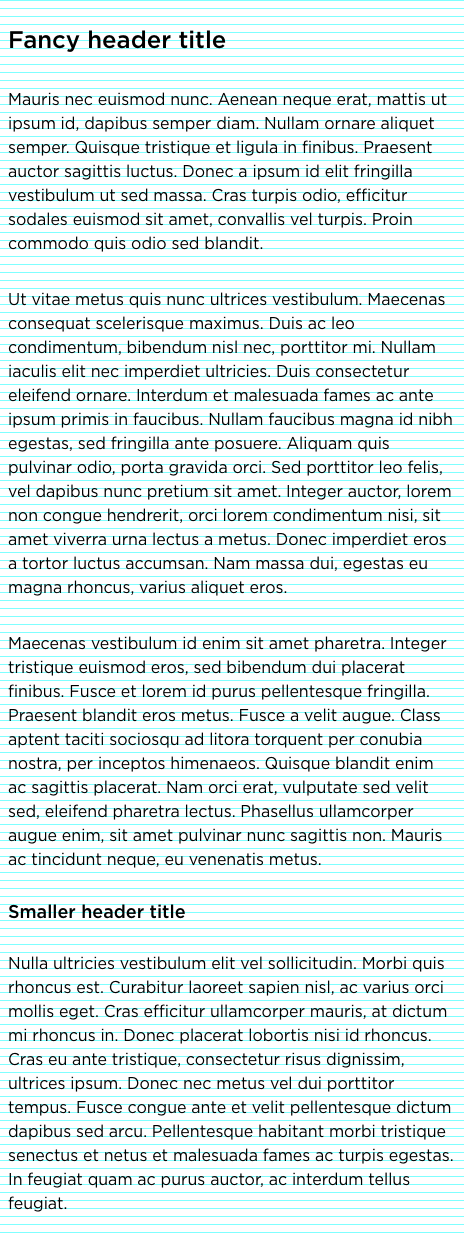 Fancy header title
Mauris nec euismod nunc. Aenean neque erat, mattis ut
ipsum id, dapibus semper diam. Nullam ornare aliquet
semper. Quisque tristique et ligula in finibus. Praesent
auctor sagittis luctus. Donec a ipsum id elit fringilla
vestibulum ut sed massa. Cras turpis odio, efficitur
sodales euismod sit amet, convallis vel turpis. Proin
commodo quis odio sed blandit.
Ut vitae metus quis nunc ultrices vestibulum. Maecenas
consequat scelerisque maximus. Duis ac leo
condimentum, bibendum nisl nec, porttitor mi. Nullam
iaculis elit nec imperdiet ultricies. Duis consectetur
eleifend ornare. Interdum et malesuada fames ac ante
ipsum primis in faucibus. Nullam faucibus magna id nibh
egestas, sed fringilla ante posuere. Aliquam quis
pulvinar odio, porta gravida orci. Sed porttitor leo felis,
vel dapibus nunc pretium sit amet. Integer auctor, lorem
non congue hendrerit, orci lorem condimentum nisi, sit
amet viverra urna lectus a metus. Donec imperdiet eros
a tortor luctus accumsan. Nam massa dui, egestas eu
magna rhoncus, varius aliquet eros.
Maecenas vestibulum id enim sit amet pharetra. Integer
tristique euismod eros, sed bibendum dui placerat
finibus. Fusce et lorem id purus pellentesque fringilla.
Praesent blandit eros metus. Fusce a velit augue. Class
aptent taciti sociosqu ad litora torquent per conubia
nostra, per inceptos himenaeos. Quisque blandit enim
ac sagittis placerat. Nam orci erat, vulputate sed velit
sed, eleifend pharetra lectus. Phasellus ullamcorper
augue enim, sit amet pulvinar nunc sagittis non. Mauris
ac tincidunt neque, eu venenatis metus.
Smaller header title
Nulla ultricies vestibulum elit vel sollicitudin. Morbi quis
rhoncus est. Curabitur laoreet sapien nisl, ac varius orci
mollis eget. Cras efficitur ullamcorper mauris, at dictum
mi rhoncus in. Donec placerat lobortis nisi id rhoncus.
Cras eu ante tristique, consectetur risus dignissim,
ultrices ipsum. Donec nec metus vel dui porttitor
tempus. Fusce congue ante et velit pellentesque dictum
dapibus sed arcu. Pellentesque habitant morbi tristique
senectus et netus et malesuada fames ac turpis egestas.
In feugiat quam ac purus auctor, ac interdum tellus
feugiat.